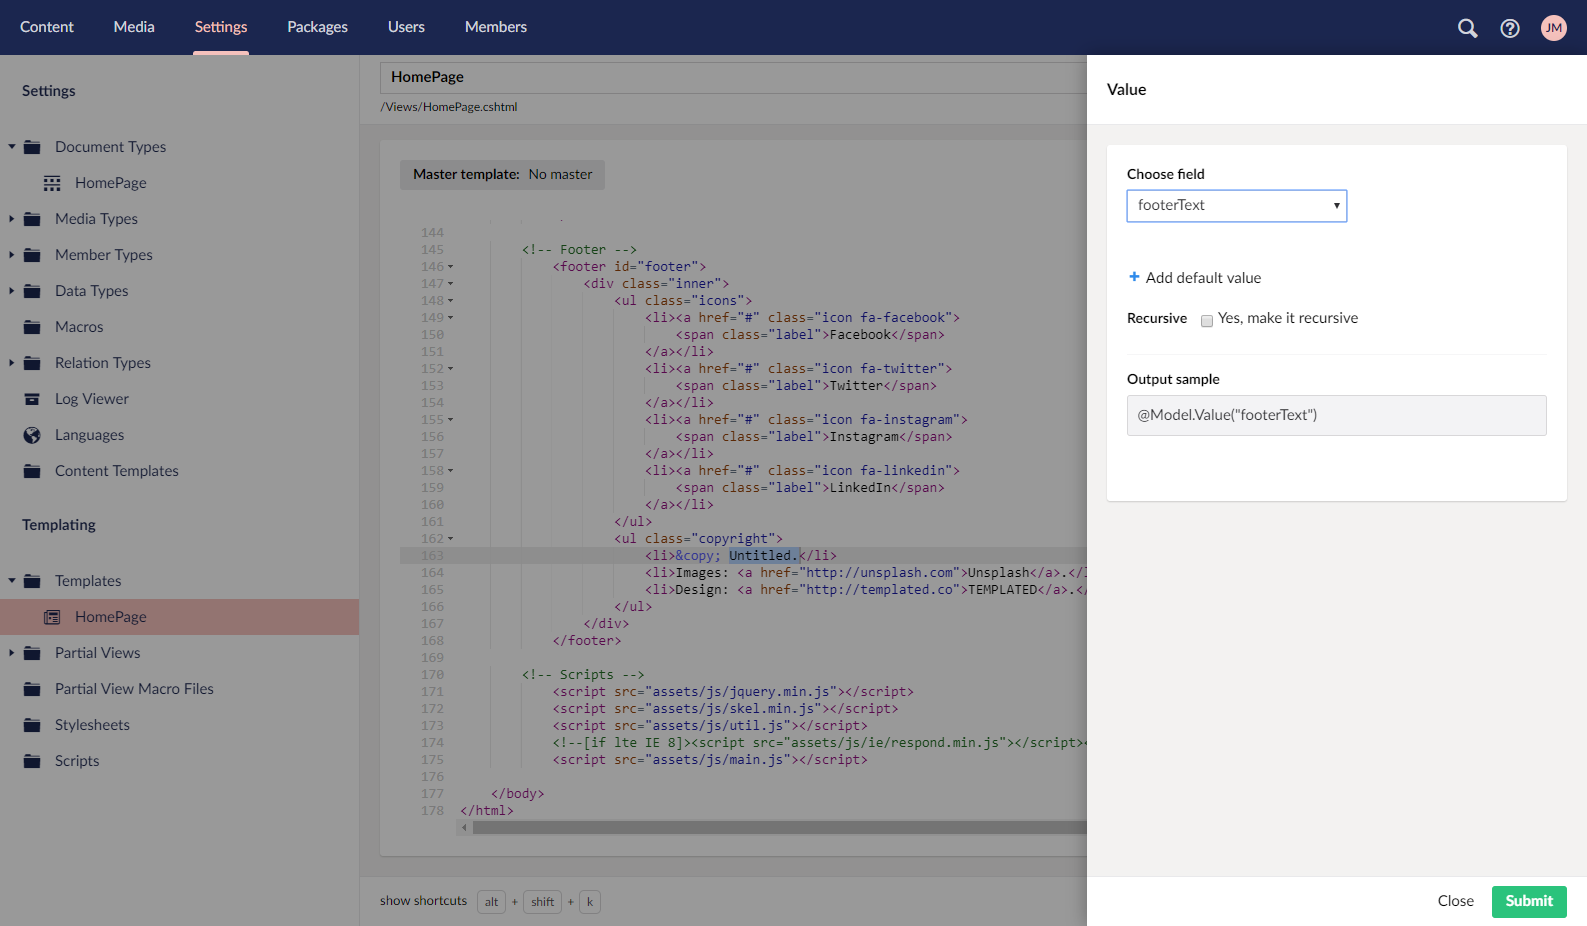 Content Media Settings Packages Users Members JM
Settings
Document Types
HomePage
Media Types
Member Types
Data Types
Macros
Relation Types
Log Viewer
Languages
Content Templates
Templating
Templates
HomePage
Partial Views
Partial View Macro Files
Stylesheets
Scripts
HomePage
/Views/HomePage.cshtml
Master template: No master
144
145 <!-- Footer -->
146 <footer id="footer">
147 <div class="inner">
148 <ul class="icons">
149 <li><a href="#" class="icon fa-facebook">
150 <span class="label">Facebook</span>
151 </a></li>
152 <li><a href="#" class="icon fa-twitter">
153 <span class="label">Twitter</span>
154 </a></li>
155 <li><a href="#" class="icon fa-instagram">
156 <span class="label">Instagram</span>
157 </a></li>
158 <li><a href="#" class="icon fa-linkedin">
159 <span class="label">LinkedIn</span>
160 </a></li>
161 </ul>
162 <ul class="copyright">
163 <li>&copy; Untitled.</li>
164 <li>Images: <a href="http://unsplash.com">Unsplash</a>.</l
165 <li>Design: <a href="http://templated.co">TEMPLATED</a>.</
166 </ul>
167 </div>
168 </footer>
169
170 <!-- Scripts -->
171 <script src="assets/js/jquery.min.js"></script>
172 <script src="assets/js/skel.min.js"></script>
173 <script src="assets/js/util.js"></script>
174 <!--[if lte IE 8]><script src="assets/js/ie/respond.min.js"></script><
175 <script src="assets/js/main.js"></script>
176
177 </body>
178 </html>
show shortcuts alt + shift + k
Value
Choose field
footerText
+ Add default value
Recursive Yes, make it recursive
Output sample
@Model.Value("footerText")
Close Submit